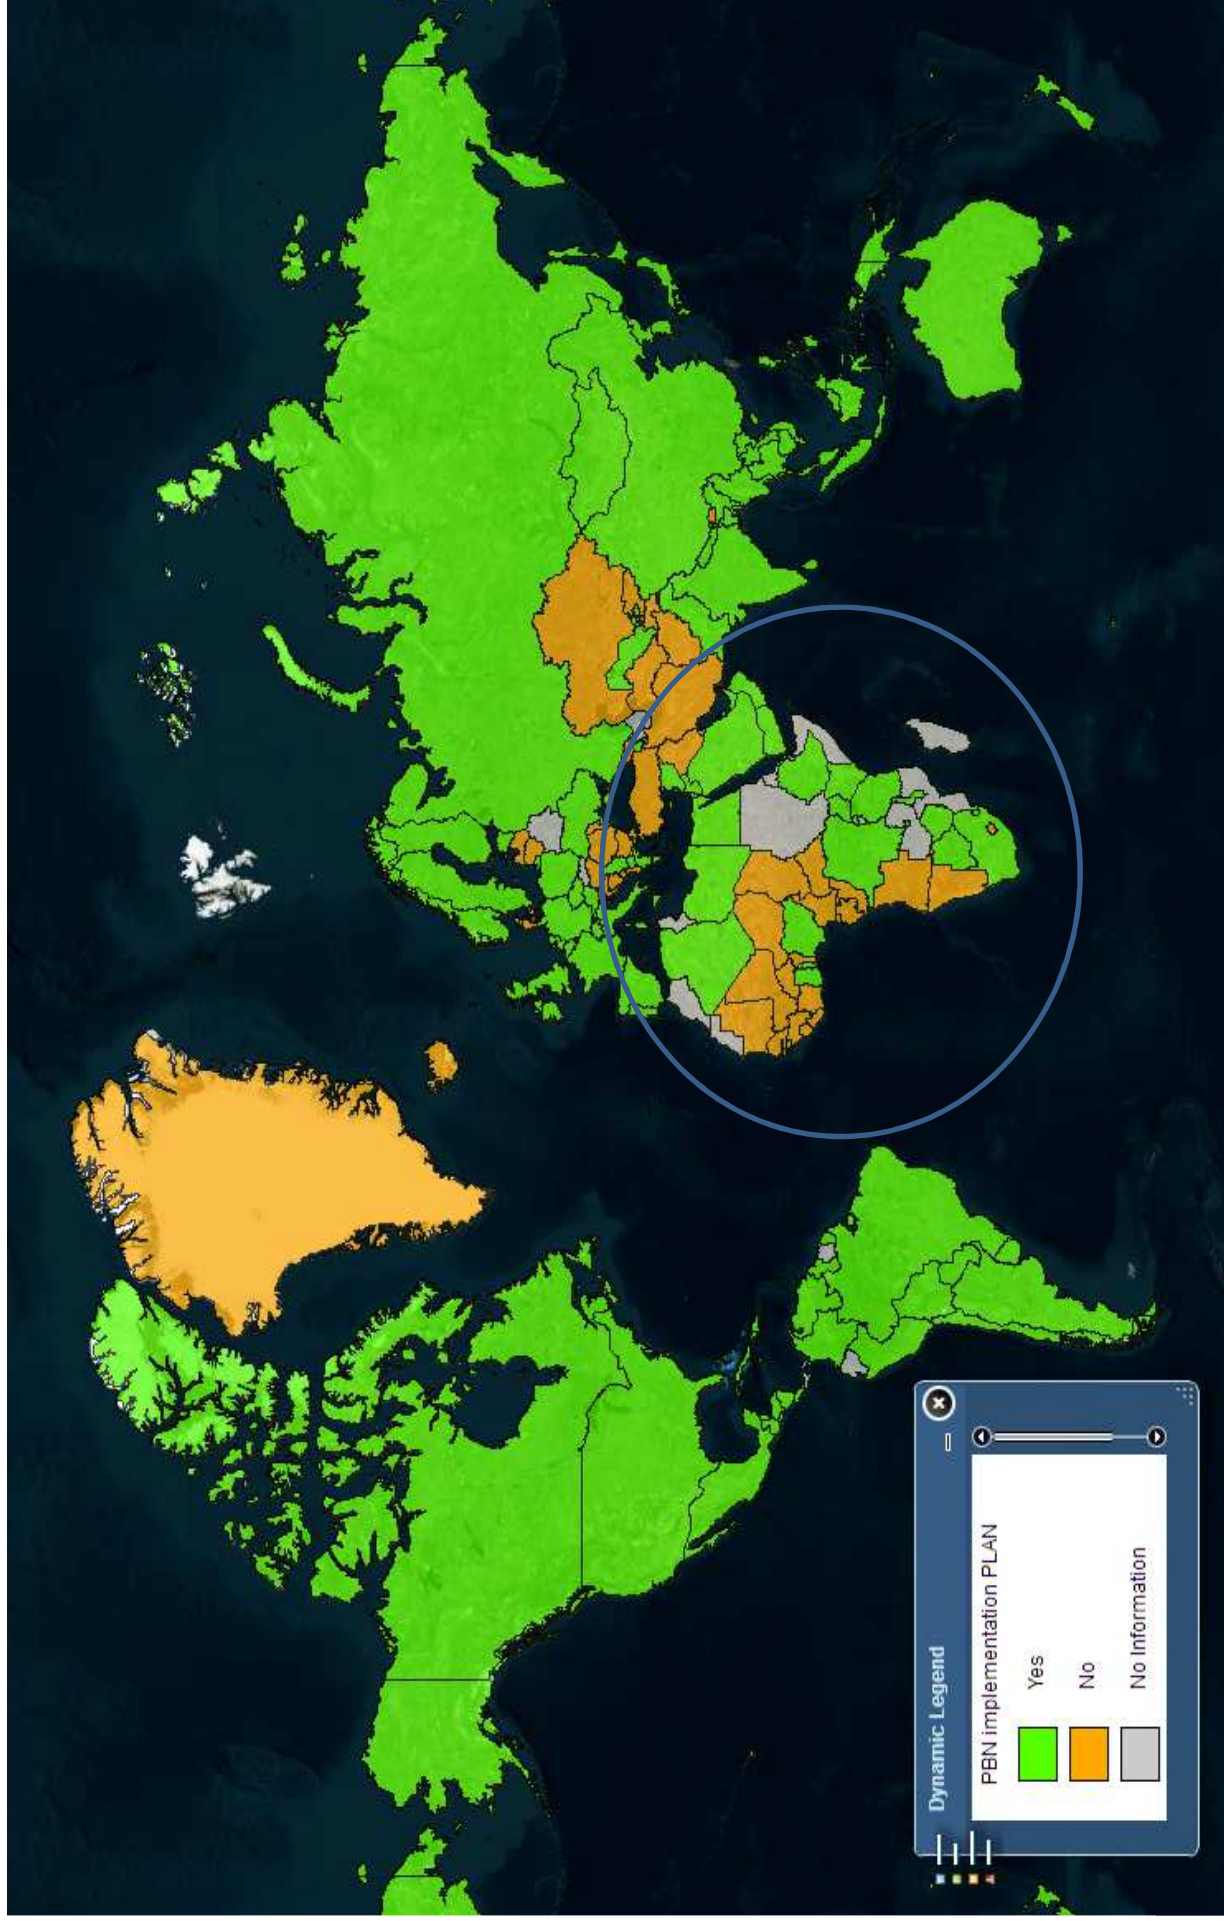 Dynamic Legend
PBN implementation PLAN
Yes
No
No Information